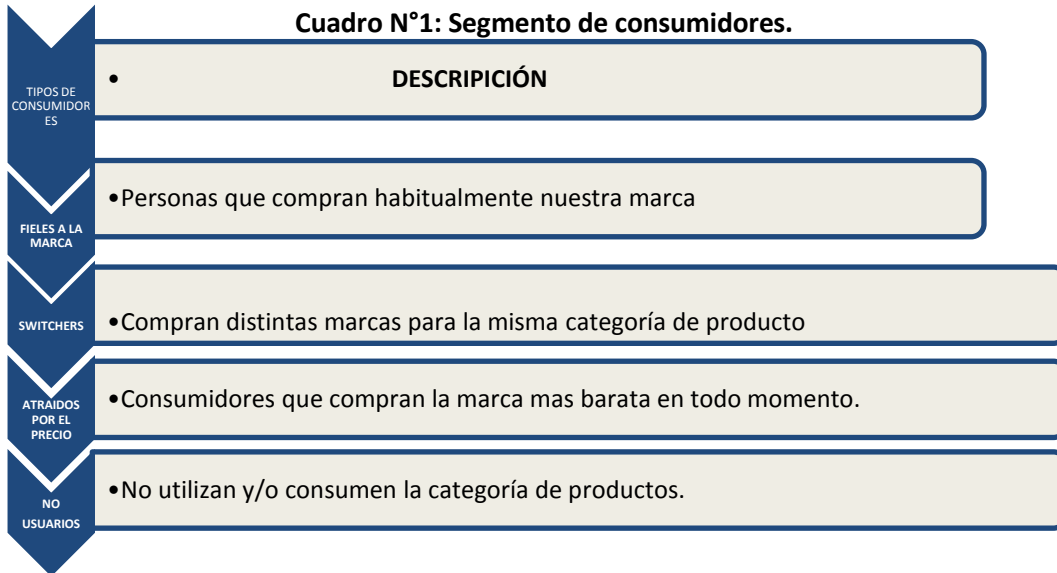 Cuadro N°1: Segmento de consumidores.
TIPOS DE
CONSUMIDOR
ES
• DESCRIPICIÓN
FIELES A LA
MARCA
•Personas que compran habitualmente nuestra marca
SWITCHERS
•Compran distintas marcas para la misma categoría de producto
ATRAIDOS
POR EL
PRECIO
•Consumidores que compran la marca mas barata en todo momento.
NO
USUARIOS
•No utilizan y/o consumen la categoría de productos.